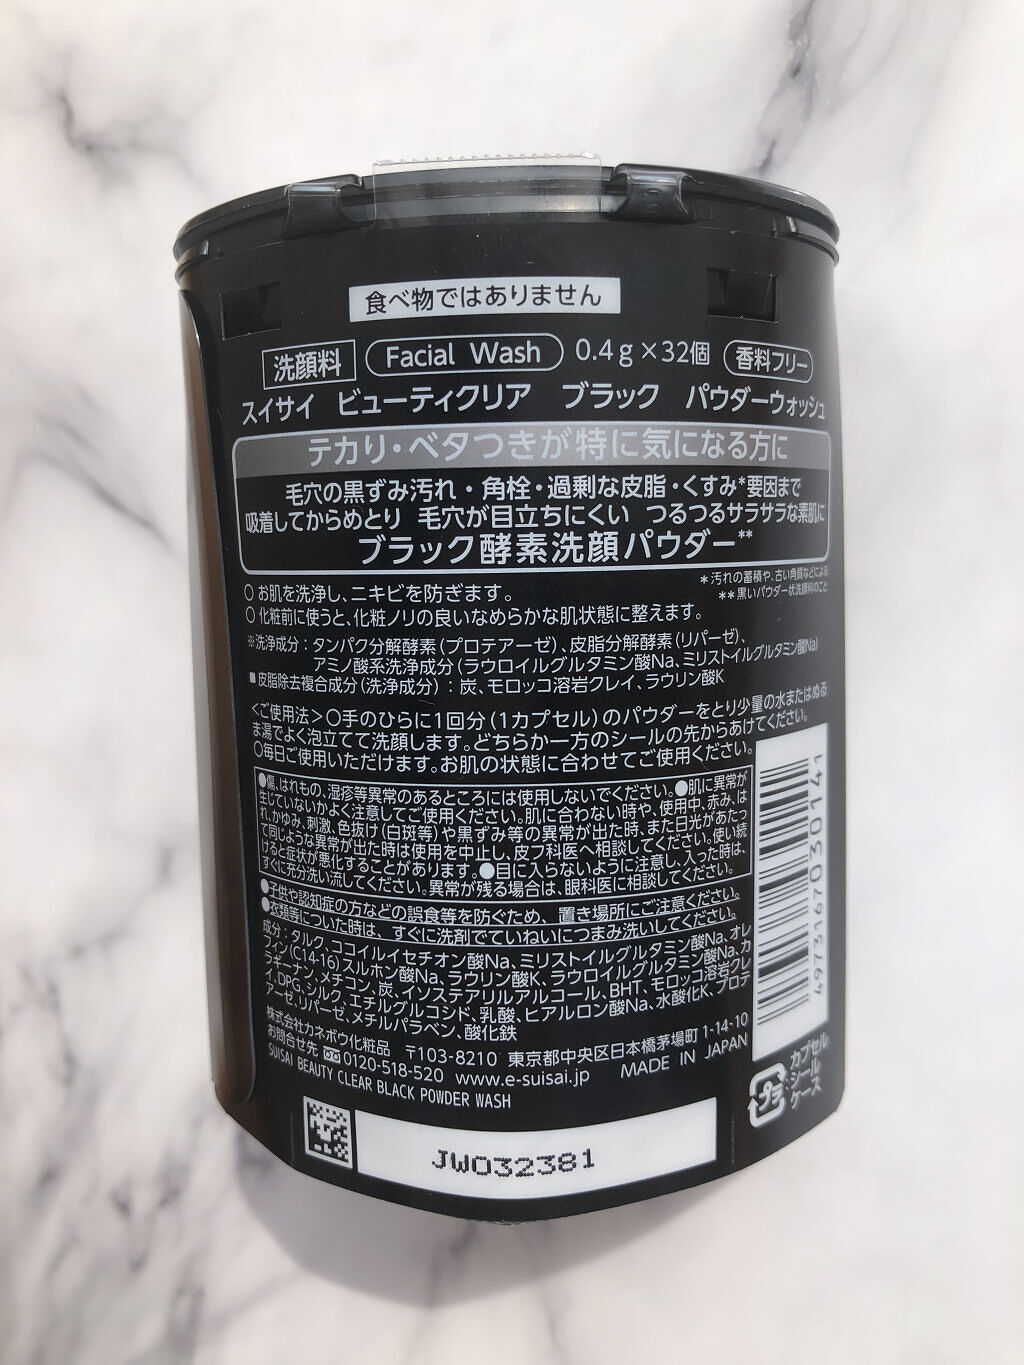 食べ物ではありません
洗顔料 Facial Wash 0.4g×32個 香料フリー
スイサイ ビューティクリア ブラック パウダーウォッシュ
テカリ・ベタつきが特に気になる方に
毛穴の黒ずみ汚れ・角栓・過剰な皮脂・くすみ*要因まで
吸着してからめとり 毛穴が目立ちにくい つるつるサラサラな素肌に
ブラック酵素洗顔パウダー**
*汚れの蓄積や、古い角質などによる
**黒いパウダー状洗顔料のこと
○お肌を洗浄し、ニキビを防ぎます。
○化粧前に使うと、化粧ノリの良いなめらかな肌状態に整えます。
※洗浄成分：タンパク分解酵素(プロテアーゼ)、皮脂分解酵素(リパーゼ)、
アミノ酸系洗浄成分(ラウロイルグルタミン酸Na、ミリストイルグルタミン酸Na)
■皮脂除去複合成分(洗浄成分)：炭、モロッコ溶岩クレイ、ラウリン酸K
<ご使用法>○手のひらに1回分(1カプセル)のパウダーをとり少量の水またはぬる
ま湯でよく泡立てて洗顔します。どちらか一方のシールの先からあけてください。
○毎日ご使用いただけます。お肌の状態に合わせてご使用ください。
●傷、はれもの、湿疹等異常のあるところには使用しないでください。●肌に異常が
生じていないかよく注意してご使用ください。肌に合わない時や、使用中、赤み、は
れ、かゆみ、刺激、色抜け(白斑等)や黒ずみ等の異常が出た時、また日光があたっ
て同じような異常が出た時は使用を中止し、皮フ科医へ相談してください。使い続
けると症状が悪化することがあります。●目に入らないように注意し、入った時は、
すぐに充分洗い流してください。異常が残る場合は、眼科医に相談してください。
●子供や認知症の方などの誤食等を防ぐため、置き場所にご注意ください。
●衣類等についた時は、すぐに洗剤でていねいにつまみ洗いしてください。
成分：タルク、ココイルイセチオン酸Na、ミリストイルグルタミン酸Na、オレ
フィン(C14-16)スルホン酸Na、ラウリン酸K、ラウロイルグルタミン酸Na、カ
ラギーナン、メチコン、炭、イソステアリルアルコール、BHT、モロッコ溶岩クレ
イ、DPG、シルク、エチルグルコシド、乳酸、ヒアルロン酸Na、水酸化K、プロテ
アーゼ、リパーゼ、メチルパラベン、酸化鉄
株式会社カネボウ化粧品 〒103-8210 東京都中央区日本橋茅場町1-14-10
お問合せ先 0120-518-520 www.e-suisai.jp MADE IN JAPAN
SUISAI BEAUTY CLEAR BLACK POWDER WASH
4973167030141
プラ
カプセル
シール
ケース
JW032381